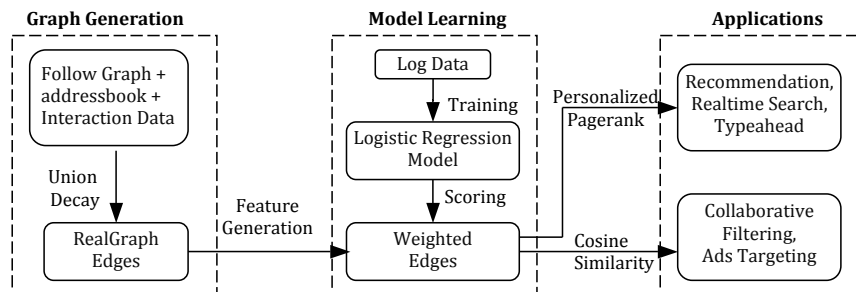 Graph Generation
Follow Graph +
addressbook +
Interaction Data
Union
Decay
RealGraph
Edges
Feature
Generation
Model Learning
Log Data
Training
Logistic Regression
Model
Scoring
Weighted
Edges
Personalized
Pagerank
Cosine
Similarity
Applications
Recommendation,
Realtime Search,
Typeahead
Collaborative
Filtering,
Ads Targeting